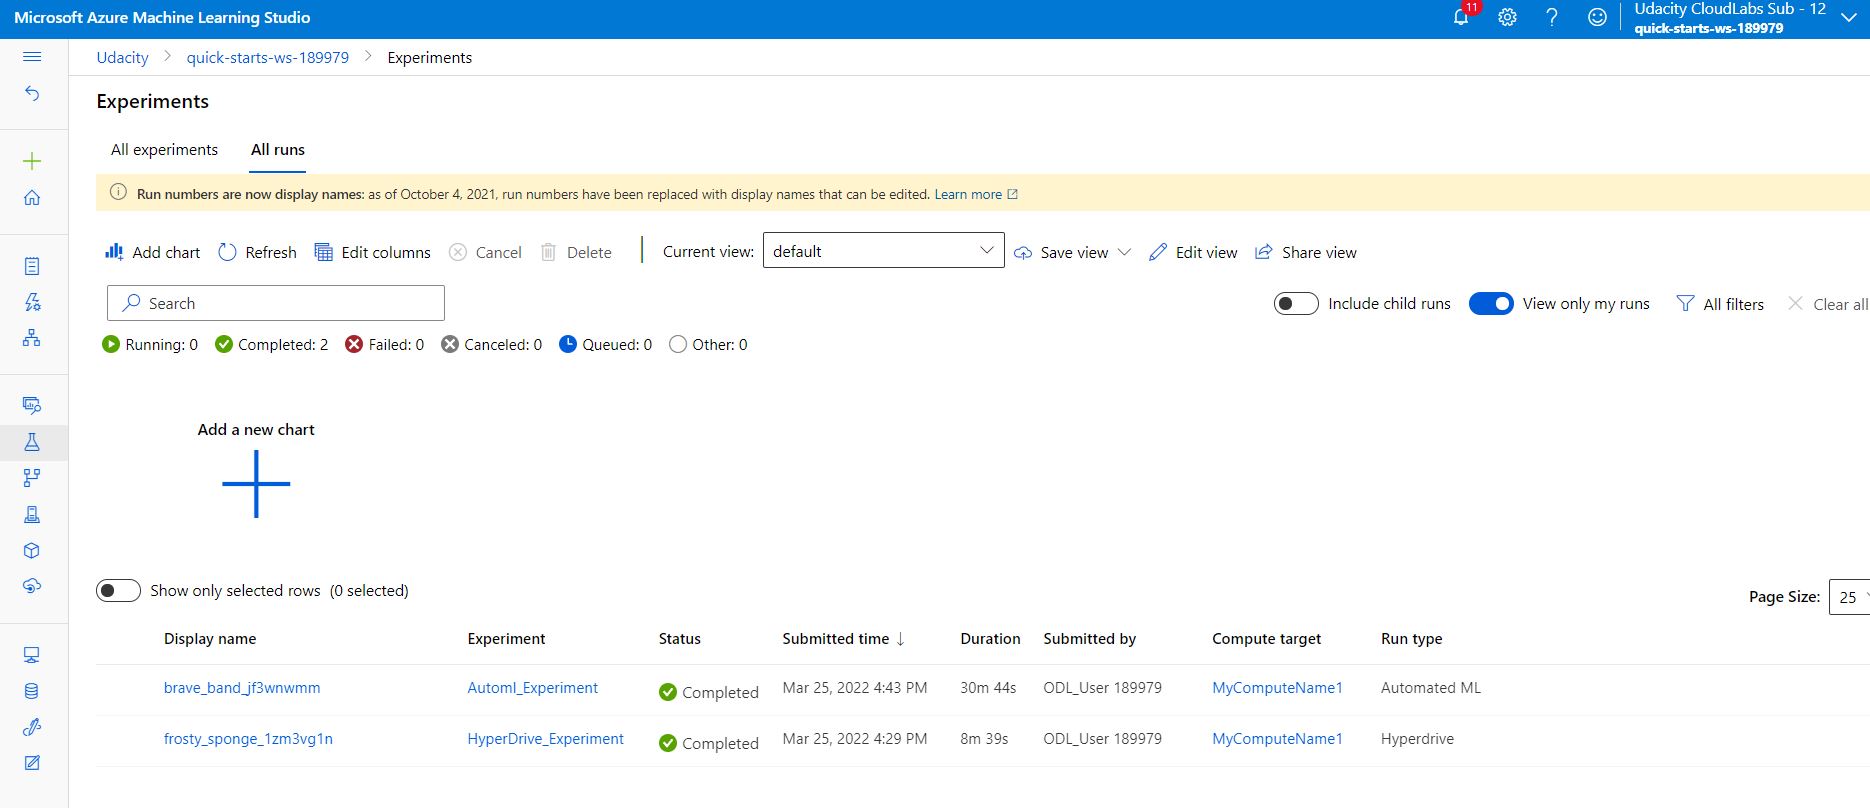 Microsoft Azure Machine Learning Studio
11
Udacity CloudLabs Sub - 12
quick-starts-ws-189979
Udacity > quick-starts-ws-189979 > Experiments
Experiments
All experiments All runs
Run numbers are now display names: as of October 4, 2021, run numbers have been replaced with display names that can be edited. Learn more
Add chart Refresh Edit columns Cancel Delete Current view: default Save view Edit view Share view
Search Include child runs View only my runs All filters Clear all
Running: 0 Completed: 2 Failed: 0 Canceled: 0 Queued: 0 Other: 0
Add a new chart
Show only selected rows (0 selected) Page Size: 25
Display name Experiment Status Submitted time ↓ Duration Submitted by Compute target Run type
brave_band_jf3wnwmm Automl_Experiment Completed Mar 25, 2022 4:43 PM 30m 44s ODL_User 189979 MyComputeName1 Automated ML
frosty_sponge_1zm3vg1n HyperDrive_Experiment Completed Mar 25, 2022 4:29 PM 8m 39s ODL_User 189979 MyComputeName1 Hyperdrive